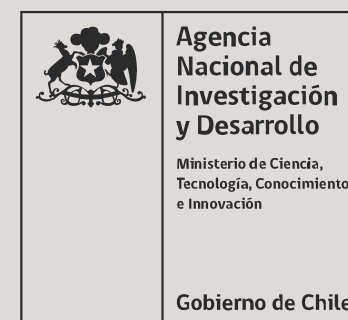 Agencia
Nacional de
Investigación
y Desarrollo
Ministerio de Ciencia,
Tecnología, Conocimiento
e Innovación
Gobierno de Chile